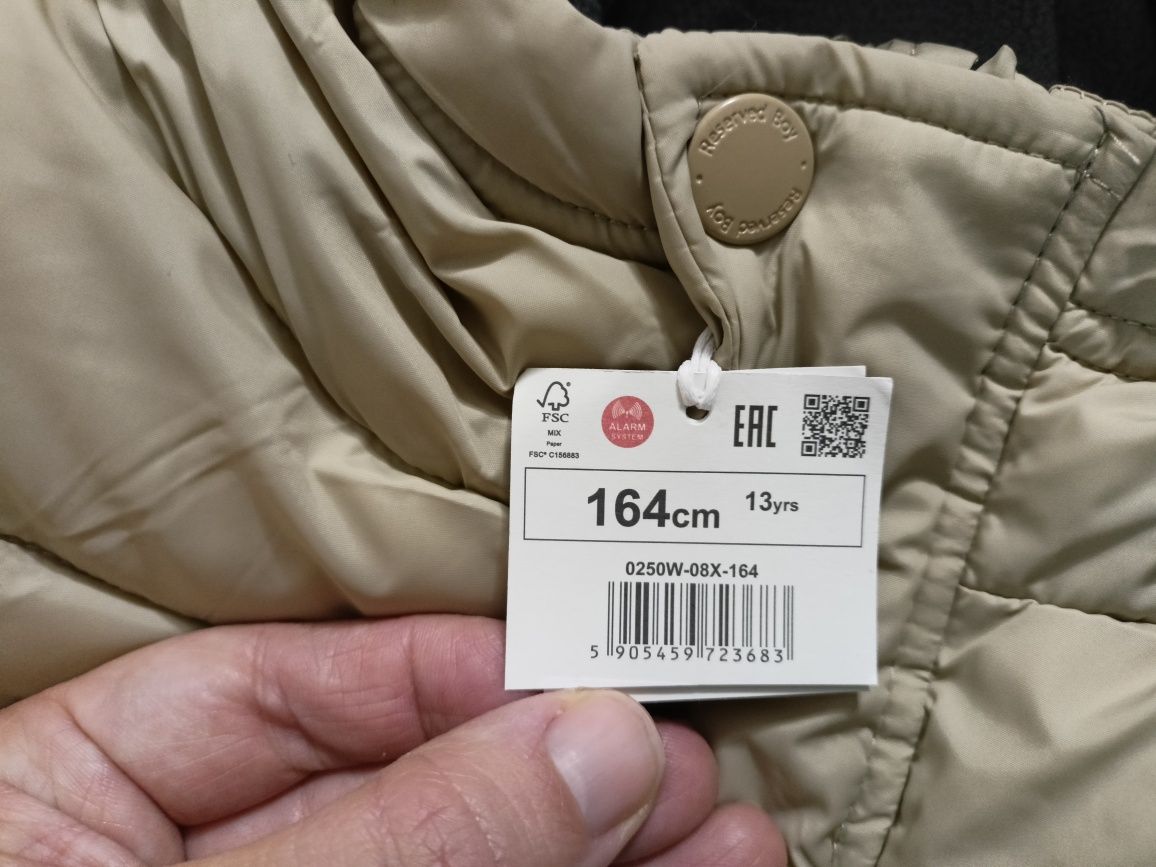 Reserved Boy
Reserved Boy
FSC
MIX
Paper
FSC® C156883
ALARM
SYSTEM
EAC
164cm 13yrs
0250W-08X-164
5 905459 723683